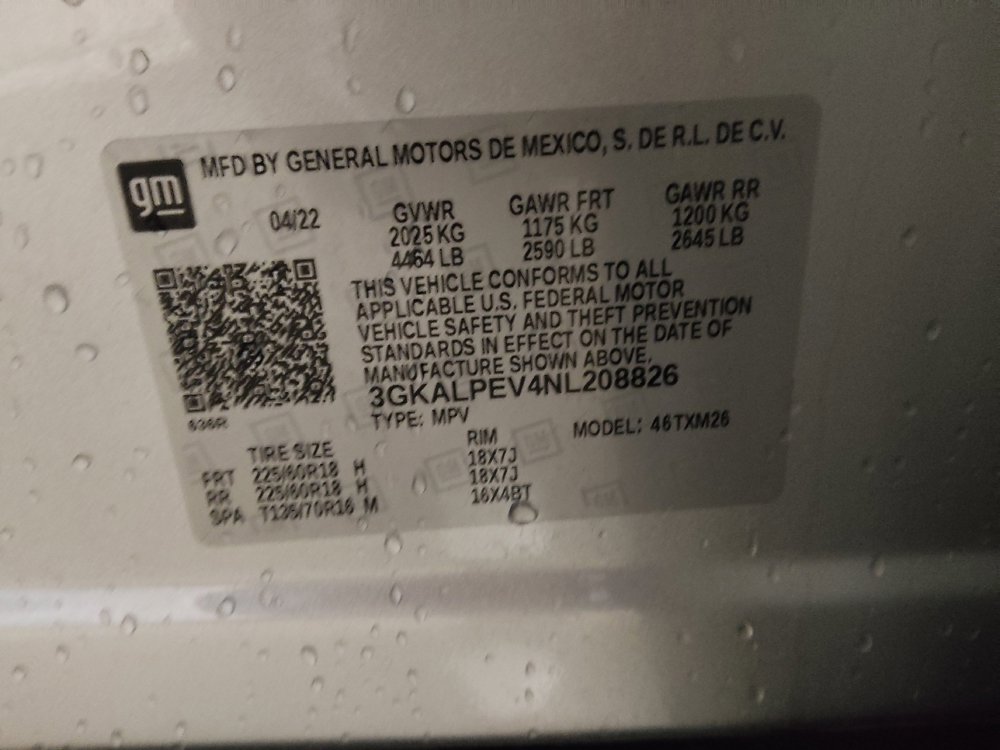 gm
MFD BY GENERAL MOTORS DE MEXICO, S. DE R.L. DE C.V.
04/22 GVWR GAWR FRT GAWR RR
2025 KG 1175 KG 1200 KG
4464 LB 2590 LB 2645 LB
THIS VEHICLE CONFORMS TO ALL
APPLICABLE U.S. FEDERAL MOTOR
VEHICLE SAFETY AND THEFT PREVENTION
STANDARDS IN EFFECT ON THE DATE OF
MANUFACTURE SHOWN ABOVE.
3GKALPEV4NL208826
TYPE: MPV MODEL: 46TXM26
TIRE SIZE RIM
FRT 225/60R18 H 18X7J
RR 225/60R18 H 18X7J
SPA T135/70R16 M 16X4BT